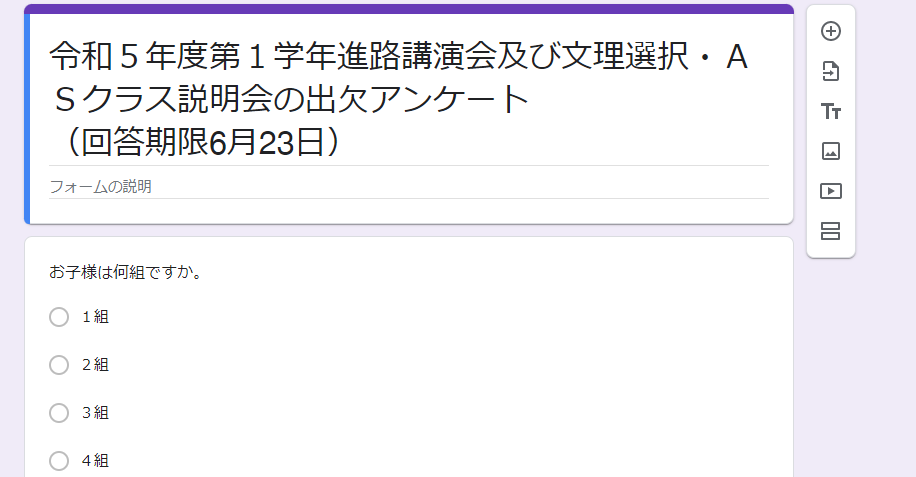 令和５年度第１学年進路講演会及び文理選択・Ａ
Ｓクラス説明会の出欠アンケート
（回答期限6月23日）
フォームの説明
お子様は何組ですか。
１組
２組
３組
４組
Tт